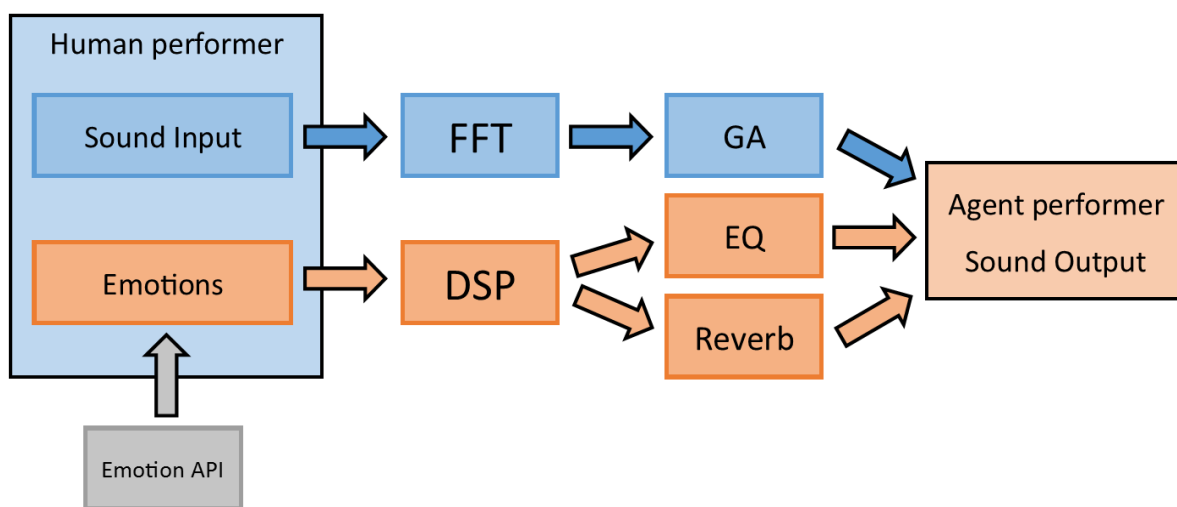 Human performer
Sound Input
FFT
GA
Emotions
DSP
EQ
Reverb
Agent performer
Sound Output
Emotion API